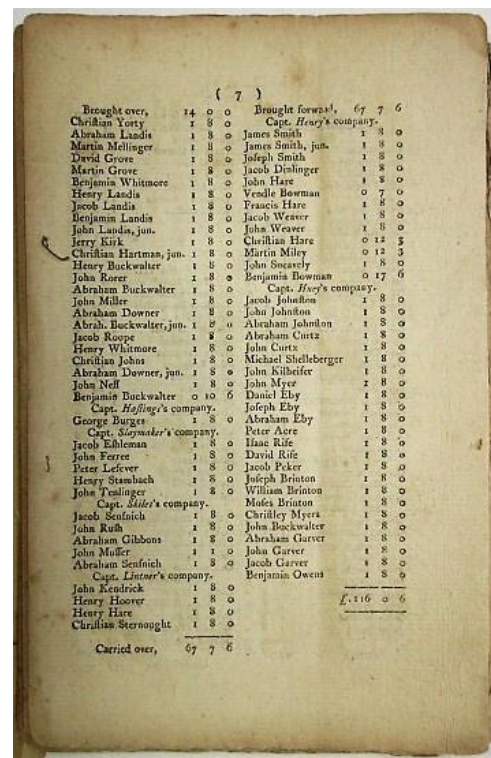 ( 7 )
Brought over, 14 0 0
Chriſtian Yorty 1 8 0
Abraham Landis 1 8 0
Martin Mellinger 1 8 0
David Grove 1 8 0
Martin Grove 1 8 0
Benjamin Whitmore 1 8 0
Henry Landis 1 8 0
Jacob Landis 1 8 0
Benjamin Landis 1 8 0
John Landis, jun. 1 8 0
Jerry Kirk 1 8 0
Chriſtian Hartman, jun. 1 8 0
Henry Buckwalter 1 8 0
John Rorer 1 8 0
Abraham Buckwalter 1 8 0
John Miller 1 8 0
Abraham Downer 1 8 0
Abrah. Buckwalter, jun. 1 8 0
Jacob Roope 1 8 0
Henry Whitmore 1 8 0
Chriſtian Johns 1 8 0
Abraham Downer, jun. 1 8 0
John Neff 1 8 0
Benjamin Buckwalter 0 10 6
Capt. Haſtings's company.
George Burges 1 8 0
Capt. Slaymaker's company.
Jacob Eſhleman 1 8 0
John Ferree 1 8 0
Peter Lefever 1 8 0
Henry Stambach 1 8 0
John Tenlinger 1 8 0
Capt. Skiles's company.
Jacob Senſnich 1 8 0
John Ruſh 1 8 0
Abraham Gibbons 1 8 0
John Muſſer 1 1 0
Abraham Senſnich 1 8 0
Capt. Lintner's company.
John Kendrick 1 8 0
Henry Hoover 1 8 0
Henry Hare 1 8 0
Chriſtian Sternought 1 8 0
Carried over, 67 7 6
Brought forward, 67 7 6
Capt. Henry's company.
James Smith 1 8 0
James Smith, jun. 1 8 0
Joſeph Smith 1 8 0
Jacob Dinlinger 1 8 0
John Hare 1 8 0
Vendle Bowman 0 7 0
Francis Hare 1 8 0
Jacob Weaver 1 8 0
John Weaver 1 8 0
Chriſtian Hare 0 12 3
Martin Miley 0 12 3
John Sneavely 1 8 0
Benjamin Bowman 0 17 6
Capt. Huey's company.
Jacob Johnſton 1 8 0
John Johnſton 1 8 0
Abraham Johnſton 1 8 0
Abraham Curtz 1 8 0
John Curtz 1 8 0
Michael Shelleberger 1 8 0
John Kilheifer 1 8 0
John Myer 1 8 0
Daniel Eby 1 8 0
Joſeph Eby 1 8 0
Abraham Eby 1 8 0
Peter Acre 1 8 0
Iſaac Rife 1 8 0
David Rife 1 8 0
Jacob Peker 1 8 0
Joſeph Brinton 1 8 0
William Brinton 1 8 0
Moſes Brinton 1 8 0
Chriſtley Myers 1 8 0
John Buckwalter 1 8 0
Abraham Garver 1 8 0
John Garver 1 8 0
Jacob Garver 1 8 0
Benjamin Owens 1 8 0
£.116 0 6